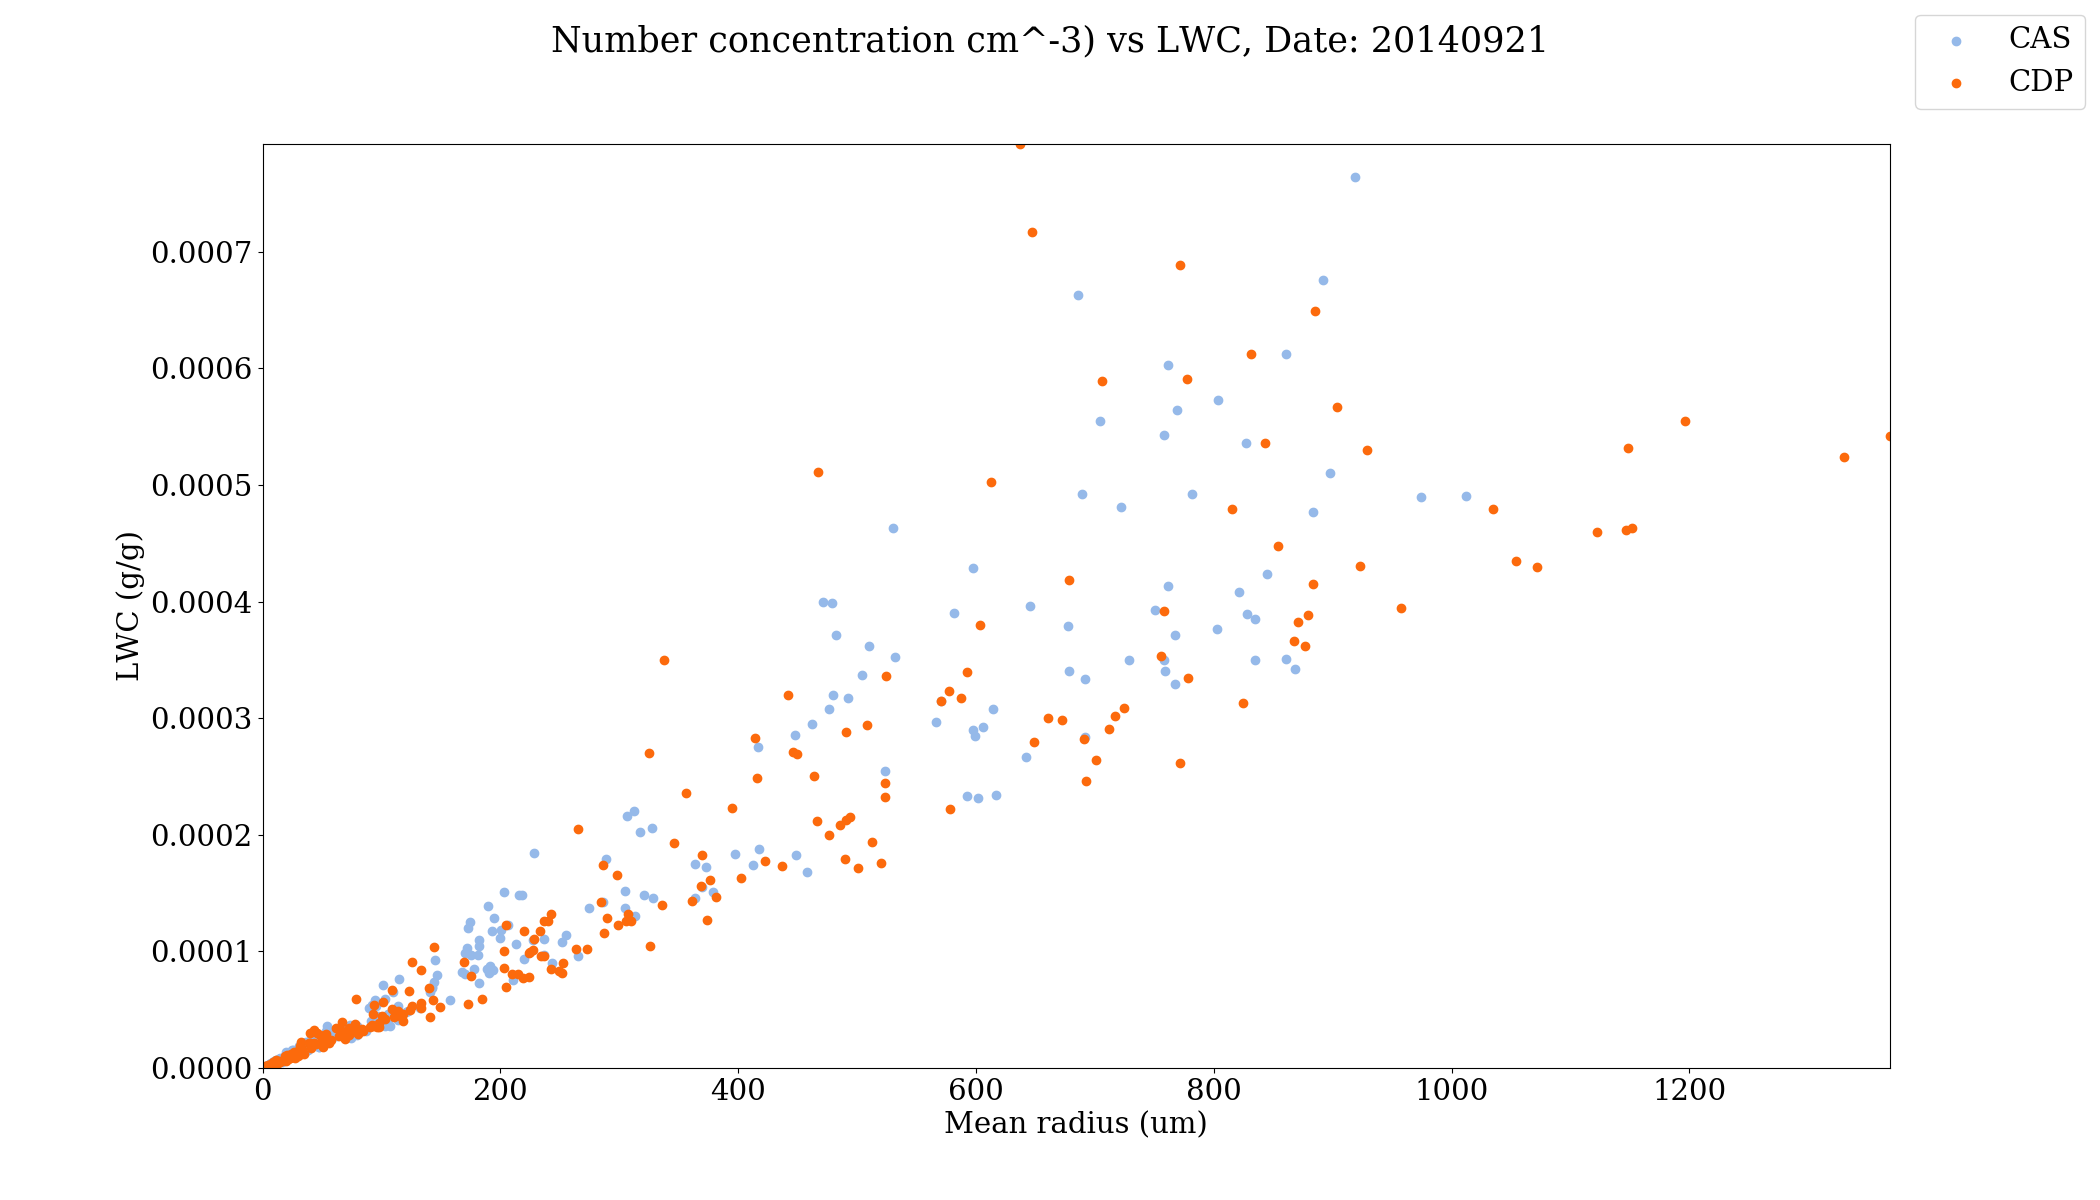 Number concentration cm^-3) vs LWC, Date: 20140921
CAS
CDP
0.0007
0.0006
0.0005
0.0004
0.0003
0.0002
0.0001
0.0000
LWC (g/g)
0 200 400 600 800 1000 1200
Mean radius (um)